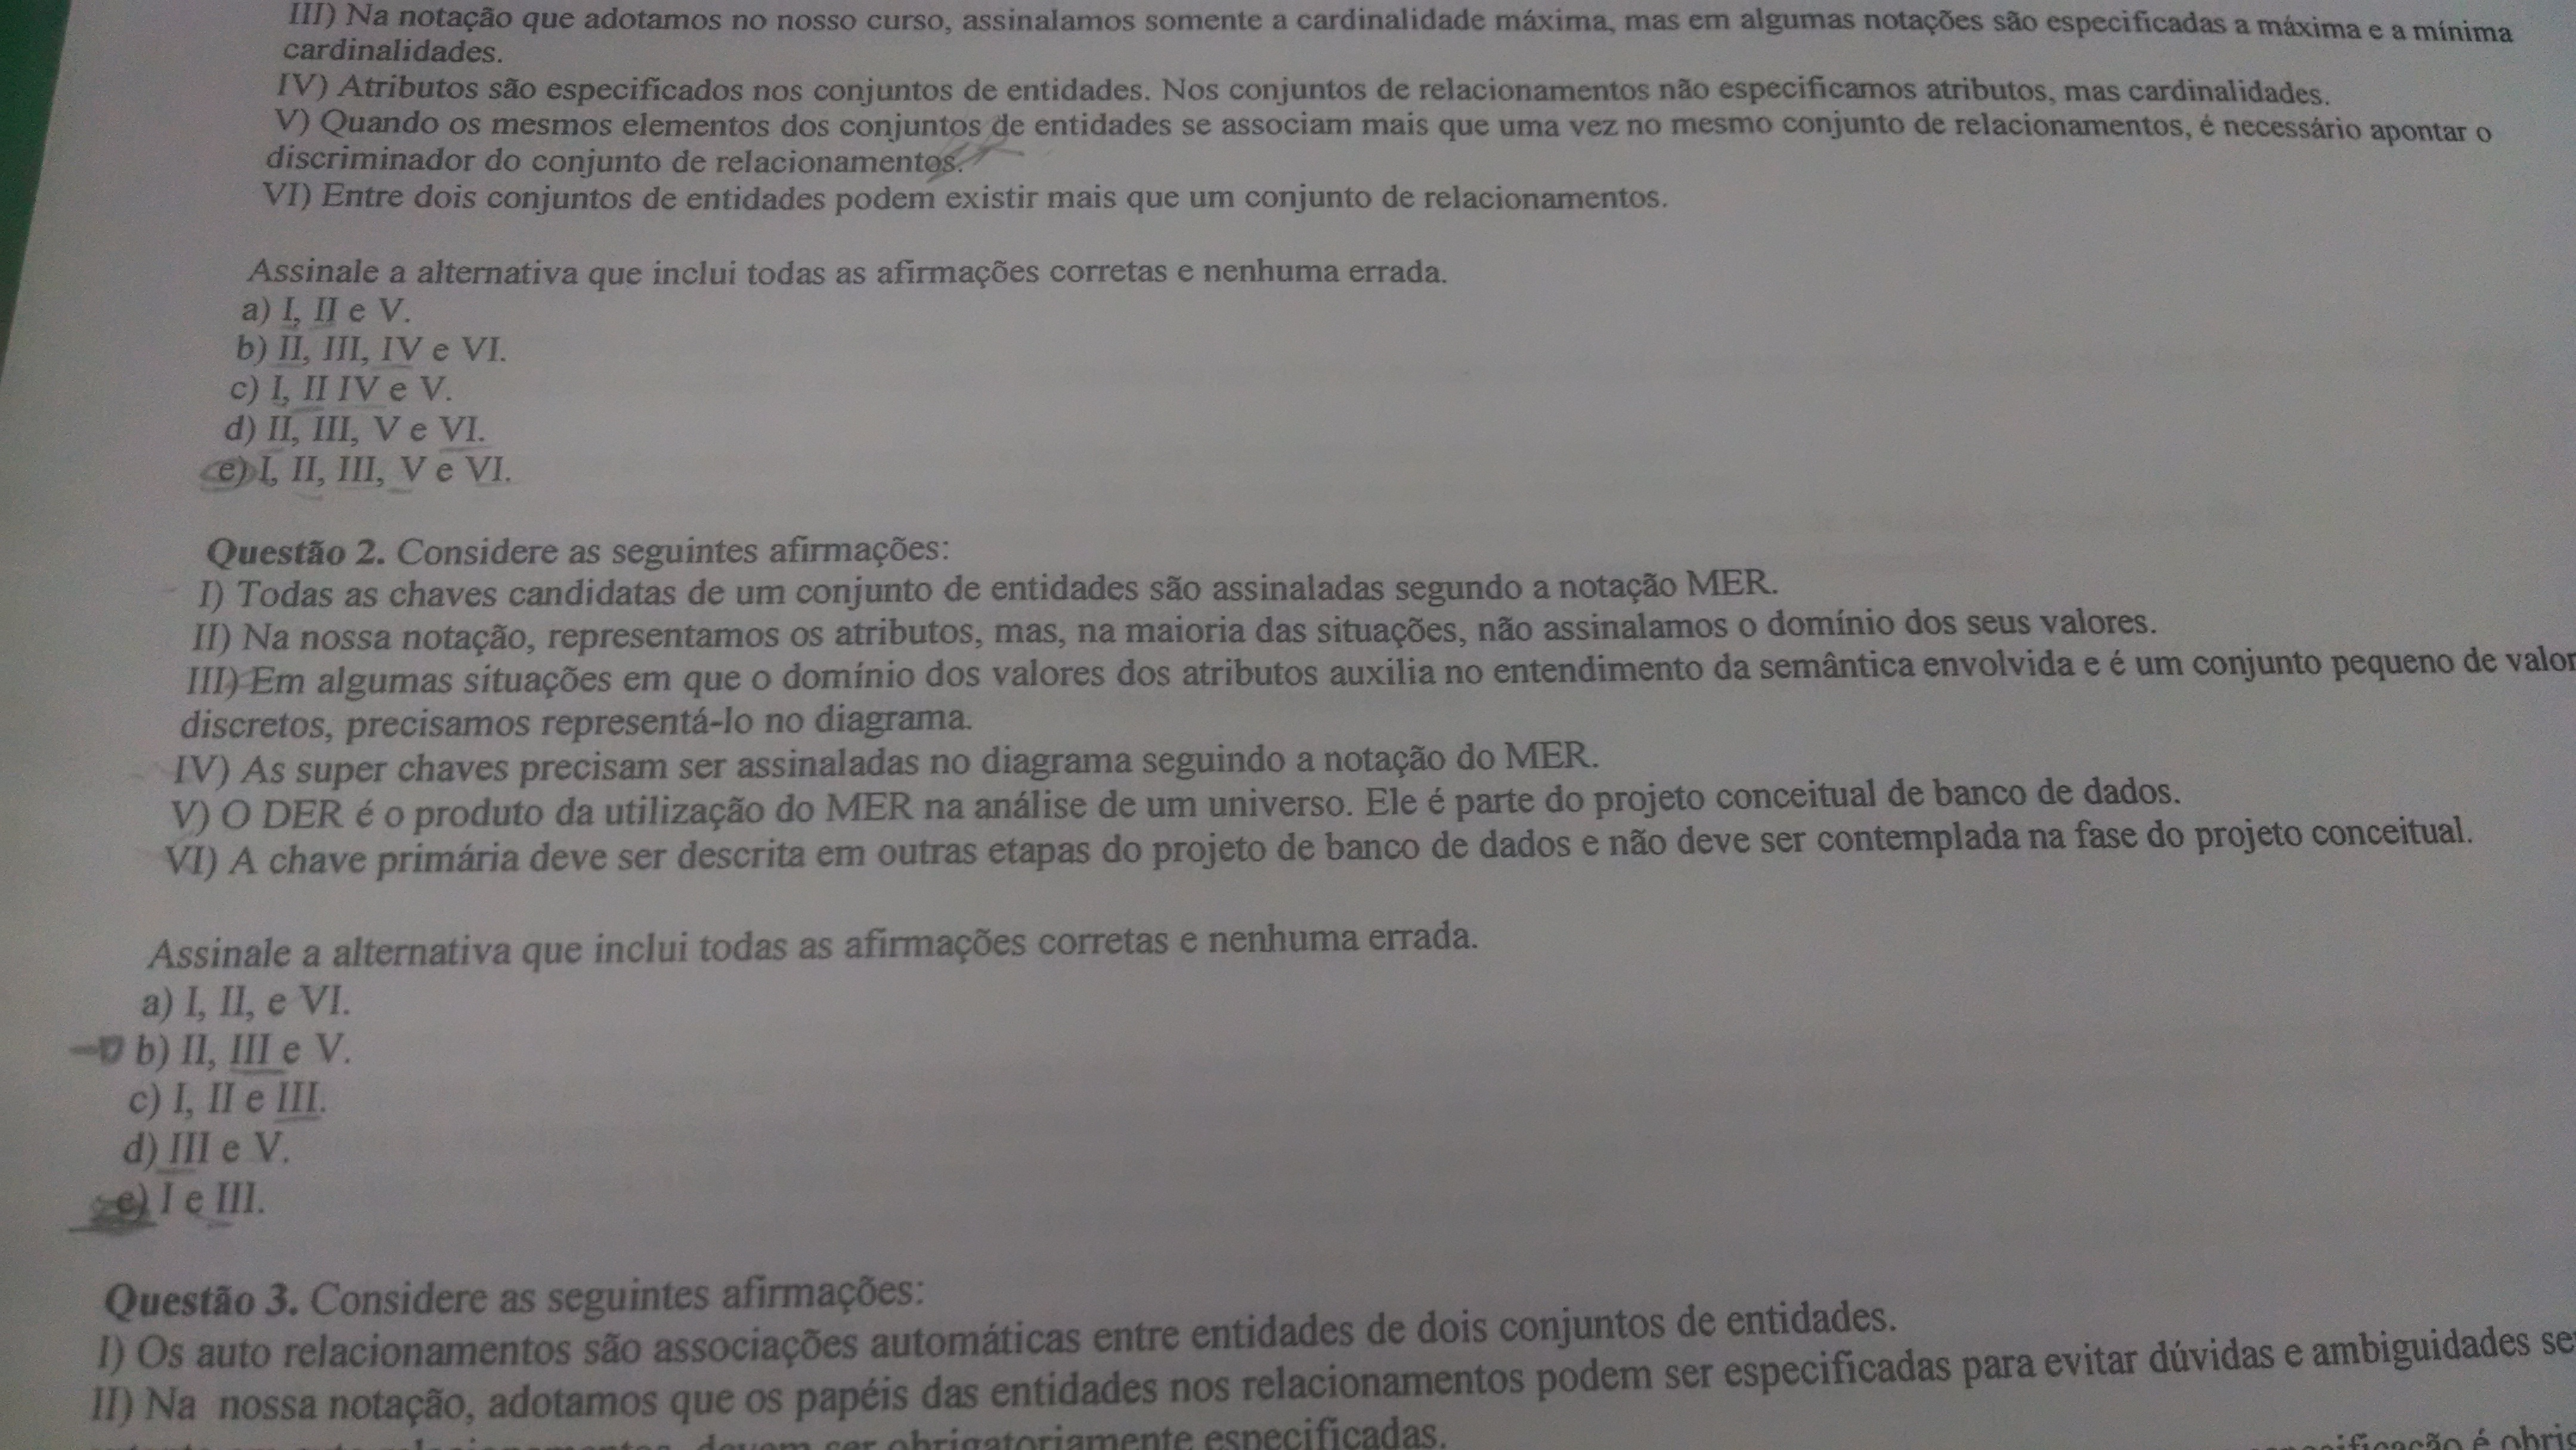 III) Na notação que adotamos no nosso curso, assinalamos somente a cardinalidade máxima, mas em algumas notações são especificadas a máxima e a mínima
cardinalidades.
IV) Atributos são especificados nos conjuntos de entidades. Nos conjuntos de relacionamentos não especificamos atributos, mas cardinalidades.
V) Quando os mesmos elementos dos conjuntos de entidades se associam mais que uma vez no mesmo conjunto de relacionamentos, é necessário apontar o
discriminador do conjunto de relacionamentos.
VI) Entre dois conjuntos de entidades podem existir mais que um conjunto de relacionamentos.
Assinale a alternativa que inclui todas as afirmações corretas e nenhuma errada.
a) I, II e V.
b) II, III, IV e VI.
c) I, II IV e V.
d) II, III, V e VI.
e) I, II, III, V e VI.
Questão 2. Considere as seguintes afirmações:
I) Todas as chaves candidatas de um conjunto de entidades são assinaladas segundo a notação MER.
II) Na nossa notação, representamos os atributos, mas, na maioria das situações, não assinalamos o domínio dos seus valores.
III) Em algumas situações em que o domínio dos valores dos atributos auxilia no entendimento da semântica envolvida e é um conjunto pequeno de valor
discretos, precisamos representá-lo no diagrama.
IV) As super chaves precisam ser assinaladas no diagrama seguindo a notação do MER.
V) O DER é o produto da utilização do MER na análise de um universo. Ele é parte do projeto conceitual de banco de dados.
VI) A chave primária deve ser descrita em outras etapas do projeto de banco de dados e não deve ser contemplada na fase do projeto conceitual.
Assinale a alternativa que inclui todas as afirmações corretas e nenhuma errada.
a) I, II, e VI.
b) II, III e V.
c) I, II e III.
d) III e V.
e) I e III.
Questão 3. Considere as seguintes afirmações:
I) Os auto relacionamentos são associações automáticas entre entidades de dois conjuntos de entidades.
II) Na nossa notação, adotamos que os papéis das entidades nos relacionamentos podem ser especificadas para evitar dúvidas e ambiguidades
devem ser obrigatoriamente especificadas.